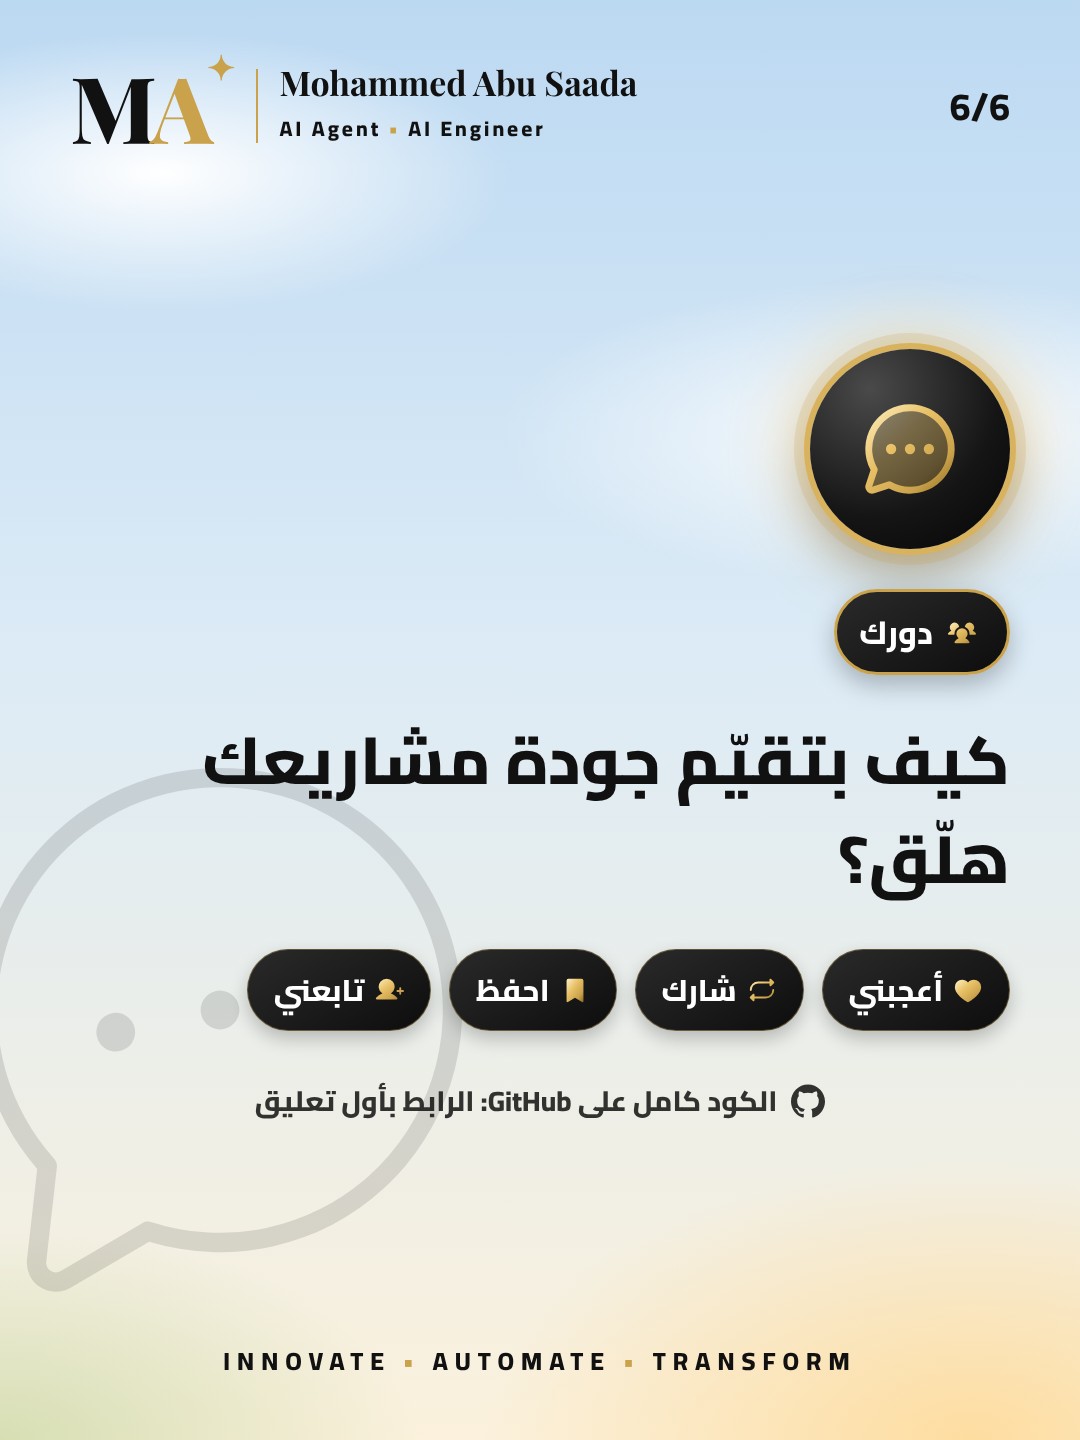 MA
Mohammed Abu Saada
AI Agent ▪ AI Engineer
6/6
دورك
كيف بتقيّم جودة مشاريعك
هلّق؟
أعجبني
شارك
احفظ
تابعني
الكود كامل على GitHub: الرابط بأول تعليق
INNOVATE ▪ AUTOMATE ▪ TRANSFORM